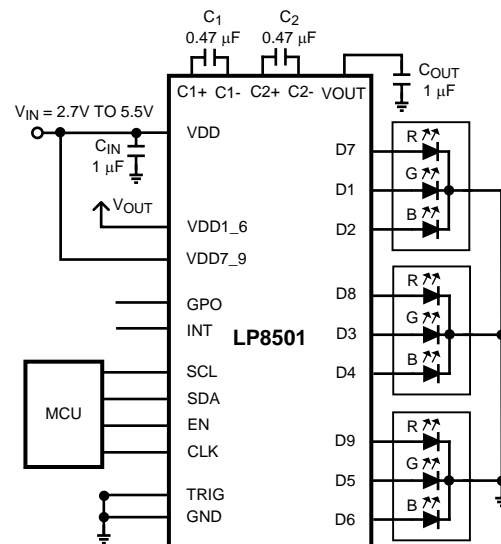 C1
0.47 µF
C2
0.47 µF
C1+ C1- C2+ C2- VOUT
COUT
1 µF
VIN = 2.7V TO 5.5V
CIN
1 µF
VDD
VOUT
VDD1_6
VDD7_9
GPO
INT
LP8501
MCU
SCL
SDA
EN
CLK
TRIG
GND
D7
R
D1
G
D2
B
D8
R
D3
G
D4
B
D9
R
D5
G
D6
B